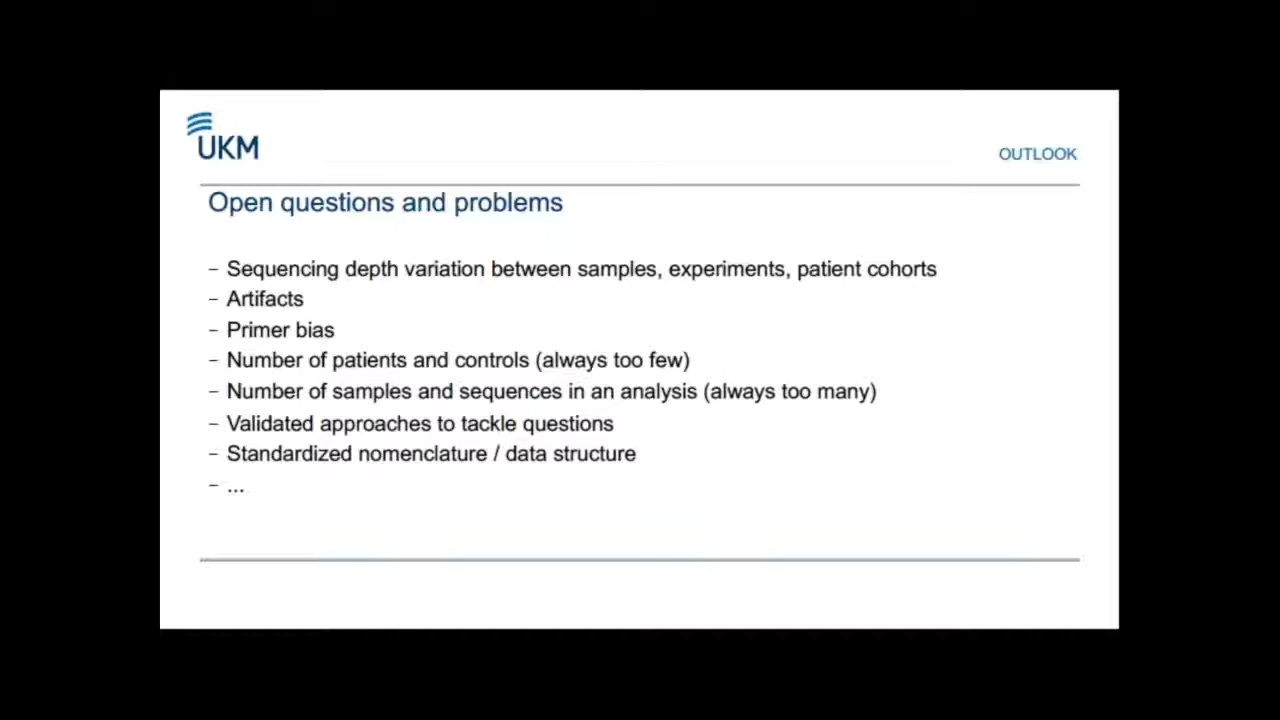 UKM
OUTLOOK
Open questions and problems
– Sequencing depth variation between samples, experiments, patient cohorts
– Artifacts
– Primer bias
– Number of patients and controls (always too few)
– Number of samples and sequences in an analysis (always too many)
– Validated approaches to tackle questions
– Standardized nomenclature / data structure
– ...